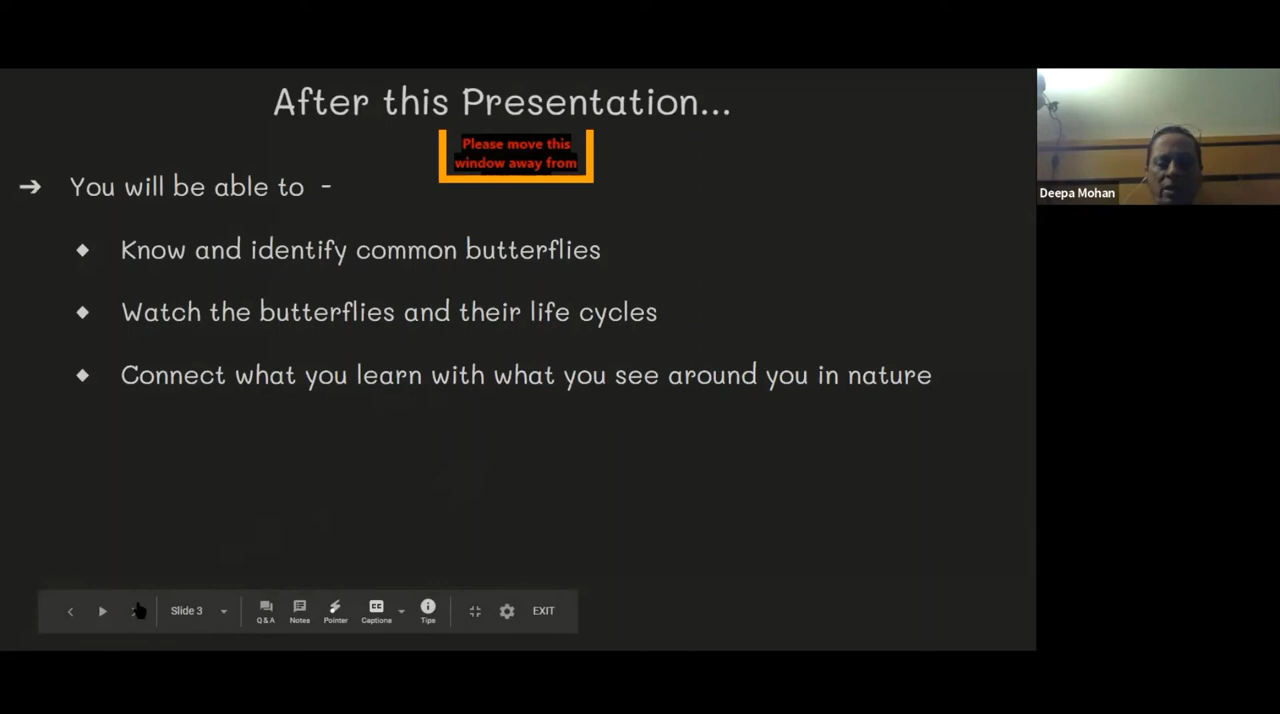 After this Presentation...
Please move this
window away from
➔ You will be able to -
◆ Know and identify common butterflies
◆ Watch the butterflies and their life cycles
◆ Connect what you learn with what you see around you in nature
Deepa Mohan
Slide 3
Q & A
Notes
Pointer
CC
Captions
Tips
EXIT